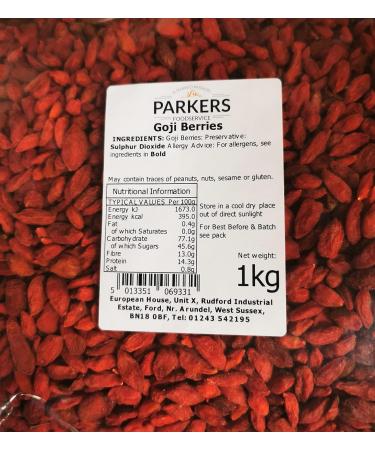 PARKERS
FOODSERVICE
Goji Berries
INGREDIENTS: Goji Berries: Preservative:
Sulphur Dioxide Allergy Advice: For allergens, see
ingredients in Bold
May contain traces of peanuts, nuts, sesame or gluten.
Nutritional Information
TYPICAL VALUES Per 100g
Energy kJ 1673.0
Energy kcal 395.0
Fat 0.4g
of which Saturates 0.0g
Carbohydrate 77.1g
of which Sugars 45.6g
Fibre 13.0g
Protein 14.3g
Salt 0.8g
Store in a cool dry place
out of direct sunlight
For Best Before & Batch
see pack
Net weight:
1kg
5 013351 069331
European House, Unit X, Rudford Industrial
Estate, Ford, Nr. Arundel, West Sussex,
BN18 0BF, Tel: 01243 542195